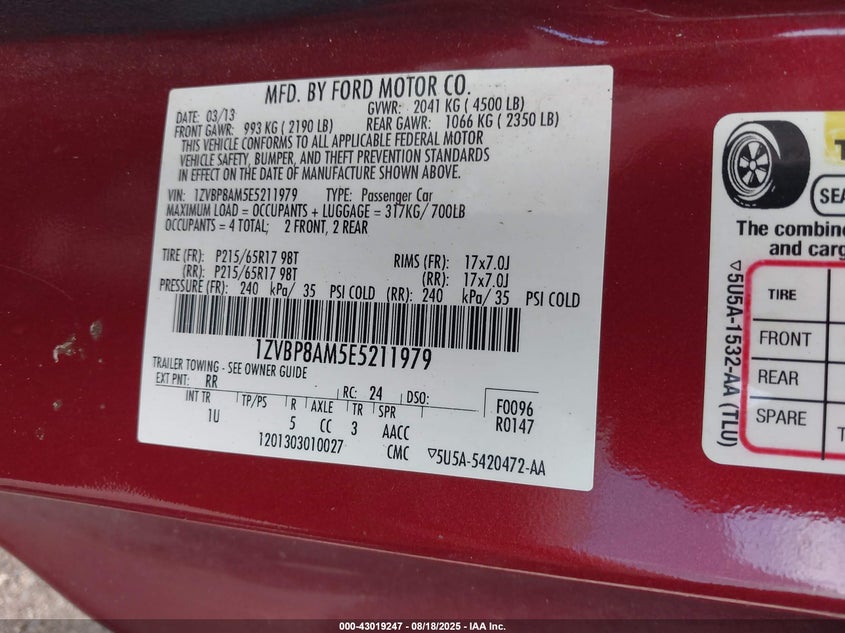 MFD. BY FORD MOTOR CO.
DATE: 03/13
GVWR: 2041 KG ( 4500 LB)
FRONT GAWR: 993 KG ( 2190 LB)
REAR GAWR: 1066 KG ( 2350 LB)
THIS VEHICLE CONFORMS TO ALL APPLICABLE FEDERAL MOTOR
VEHICLE SAFETY, BUMPER, AND THEFT PREVENTION STANDARDS
IN EFFECT ON THE DATE OF MANUFACTURE SHOWN ABOVE.
VIN: 1ZVBP8AM5E5211979 TYPE: Passenger Car
MAXIMUM LOAD = OCCUPANTS + LUGGAGE = 317KG/ 700LB
OCCUPANTS = 4 TOTAL; 2 FRONT, 2 REAR
TIRE (FR): P215/65R17 98T RIMS (FR): 17x7.0J
(RR): P215/65R17 98T (RR): 17x7.0J
PRESSURE (FR): 240 kPa/ 35 PSI COLD (RR): 240 kPa/ 35 PSI COLD
1ZVBP8AM5E5211979
TRAILER TOWING - SEE OWNER GUIDE
EXT PNT: RR RC: 24 DSO:
INT TR TP/PS R AXLE TR SPR
1U 5 CC 3 AACC
F0096
R0147
1201303010027 CMC ▽5U5A-5420472-AA
SEA
The combine
and carg
TIRE
FRONT
REAR
SPARE
▽5U5A-1532-AA (TLU)
000-43019247 - 08/18/2025 - IAA Inc.